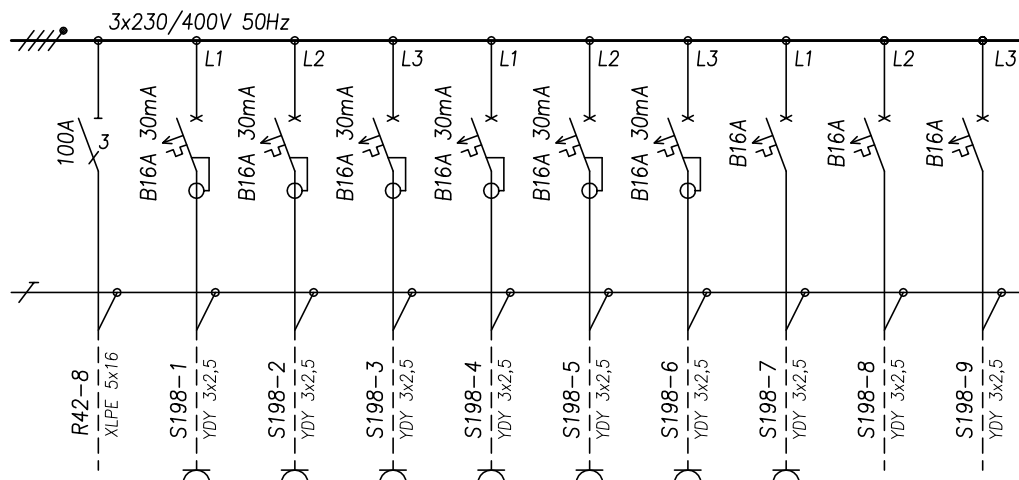 3x230/400V 50Hz
L1
L2
L3
L1
L2
L3
L1
L2
L3
100A
3
B16A 30mA
B16A 30mA
B16A 30mA
B16A 30mA
B16A 30mA
B16A 30mA
B16A
B16A
B16A
R42-8
XLPE 5x16
S198-1
YDY 3x2,5
S198-2
YDY 3x2,5
S198-3
YDY 3x2,5
S198-4
YDY 3x2,5
S198-5
YDY 3x2,5
S198-6
YDY 3x2,5
S198-7
YDY 3x2,5
S198-8
YDY 3x2,5
S198-9
YDY 3x2,5